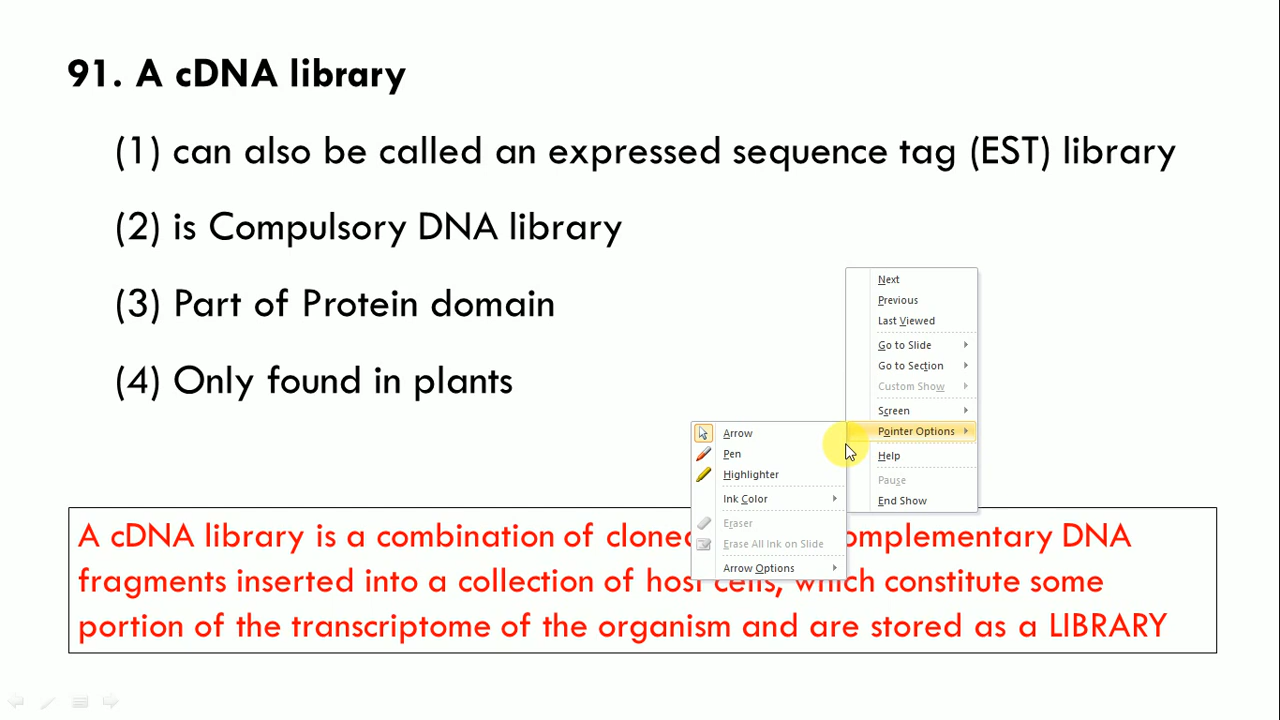 91. A cDNA library
(1) can also be called an expressed sequence tag (EST) library
(2) is Compulsory DNA library
(3) Part of Protein domain
(4) Only found in plants
Next
Previous
Last Viewed
Go to Slide
Go to Section
Custom Show
Screen
Pointer Options
Help
Pause
End Show
Arrow
Pen
Highlighter
Ink Color
Eraser
Erase All Ink on Slide
Arrow Options
A cDNA library is a combination of DNA
fragments inserted into a collection of host cells, which constitute some
portion of the transcriptome of the organism and are stored as a LIBRARY